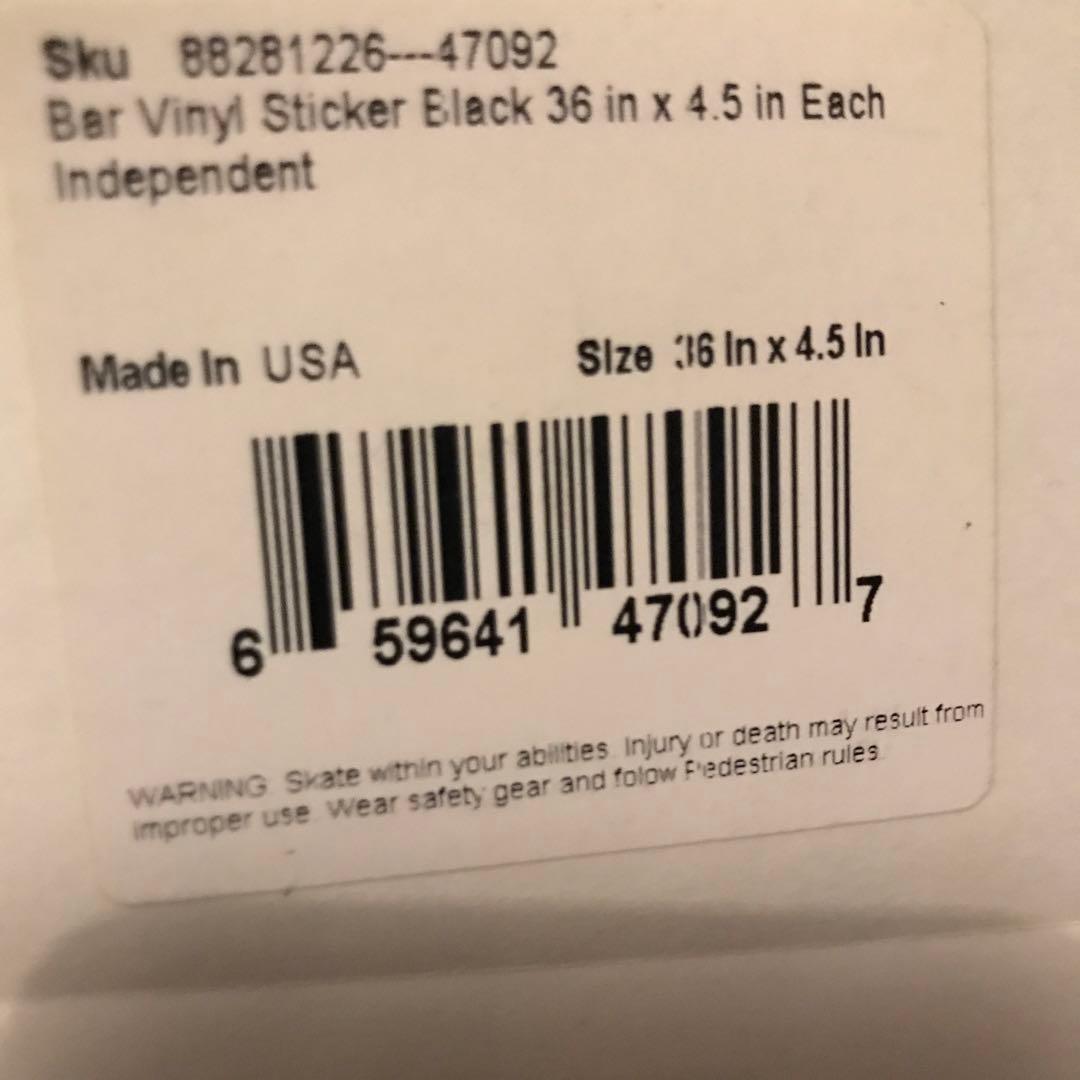 Sku 88281226---47092
Bar Vinyl Sticker Black 36 in x 4.5 in Each
Independent
Made In USA
Size 36 In x 4.5 In
6 59641 47092 7
WARNING Skate within your abilities. Injury or death may result from
improper use. Wear safety gear and folow Pedestrian rules.